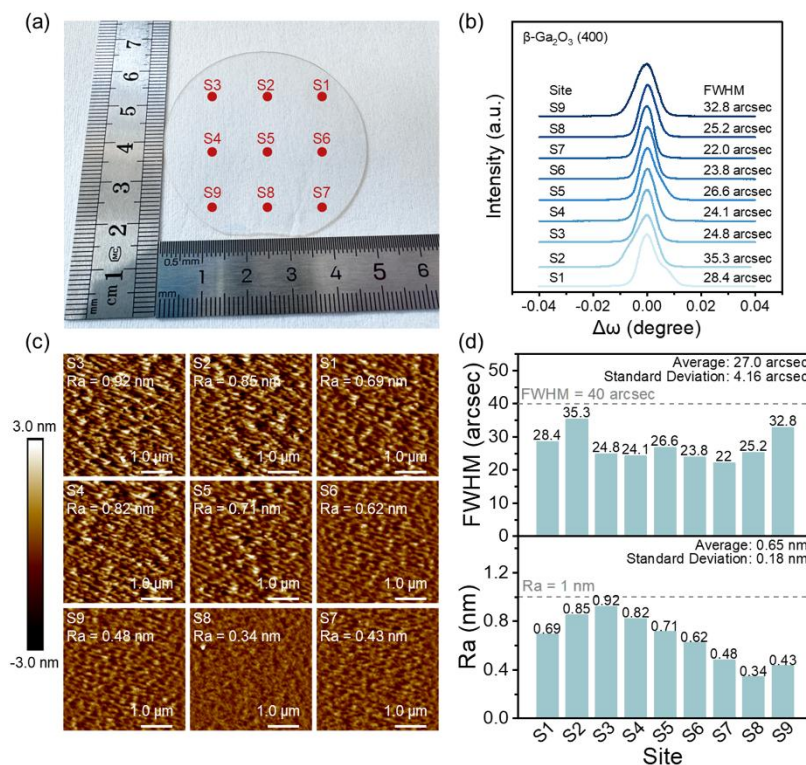 (a)
7
6
5
4
3
2
1
cm
mm
MC
S3 S2 S1
S4 S5 S6
S9 S8 S7
0.5 mm
mm
1 2 3 4 5 6
(b)
β-Ga₂O₃ (400)
Site FWHM
S9 32.8 arcsec
S8 25.2 arcsec
S7 22.0 arcsec
S6 23.8 arcsec
S5 26.6 arcsec
S4 24.1 arcsec
S3 24.8 arcsec
S2 35.3 arcsec
S1 28.4 arcsec
Intensity (a.u.)
-0.04 -0.02 0.00 0.02 0.04
Δω (degree)
(c)
3.0 nm
-3.0 nm
S3
Ra = 0.92 nm
1.0 μm
S2
Ra = 0.85 nm
1.0 μm
S1
Ra = 0.69 nm
1.0 μm
S4
Ra = 0.82 nm
1.0 μm
S5
Ra = 0.71 nm
1.0 μm
S6
Ra = 0.62 nm
1.0 μm
S9
Ra = 0.48 nm
1.0 μm
S8
Ra = 0.34 nm
1.0 μm
S7
Ra = 0.43 nm
1.0 μm
(d)
Average: 27.0 arcsec
Standard Deviation: 4.16 arcsec
FWHM = 40 arcsec
FWHM (arcsec)
50
40
30
20
10
0
28.4 35.3 24.8 24.1 26.6 23.8 22 25.2 32.8
Average: 0.65 nm
Standard Deviation: 0.18 nm
Ra = 1 nm
Ra (nm)
1.2
0.8
0.4
0.0
0.69 0.85 0.92 0.82 0.71 0.62 0.48 0.34 0.43
S1 S2 S3 S4 S5 S6 S7 S8 S9
Site